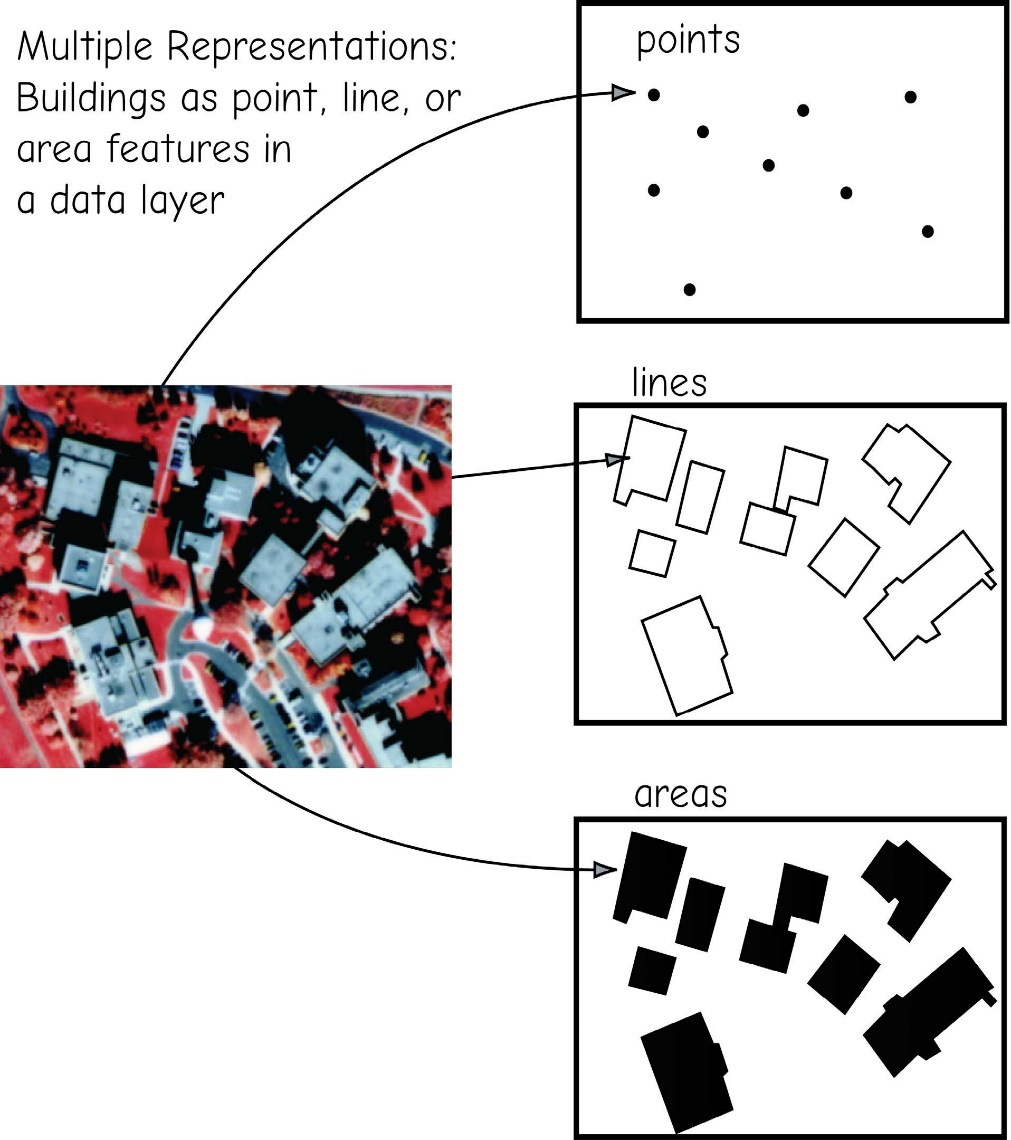 Multiple Representations:
Buildings as point, line, or
area features in
a data layer
points
lines
areas